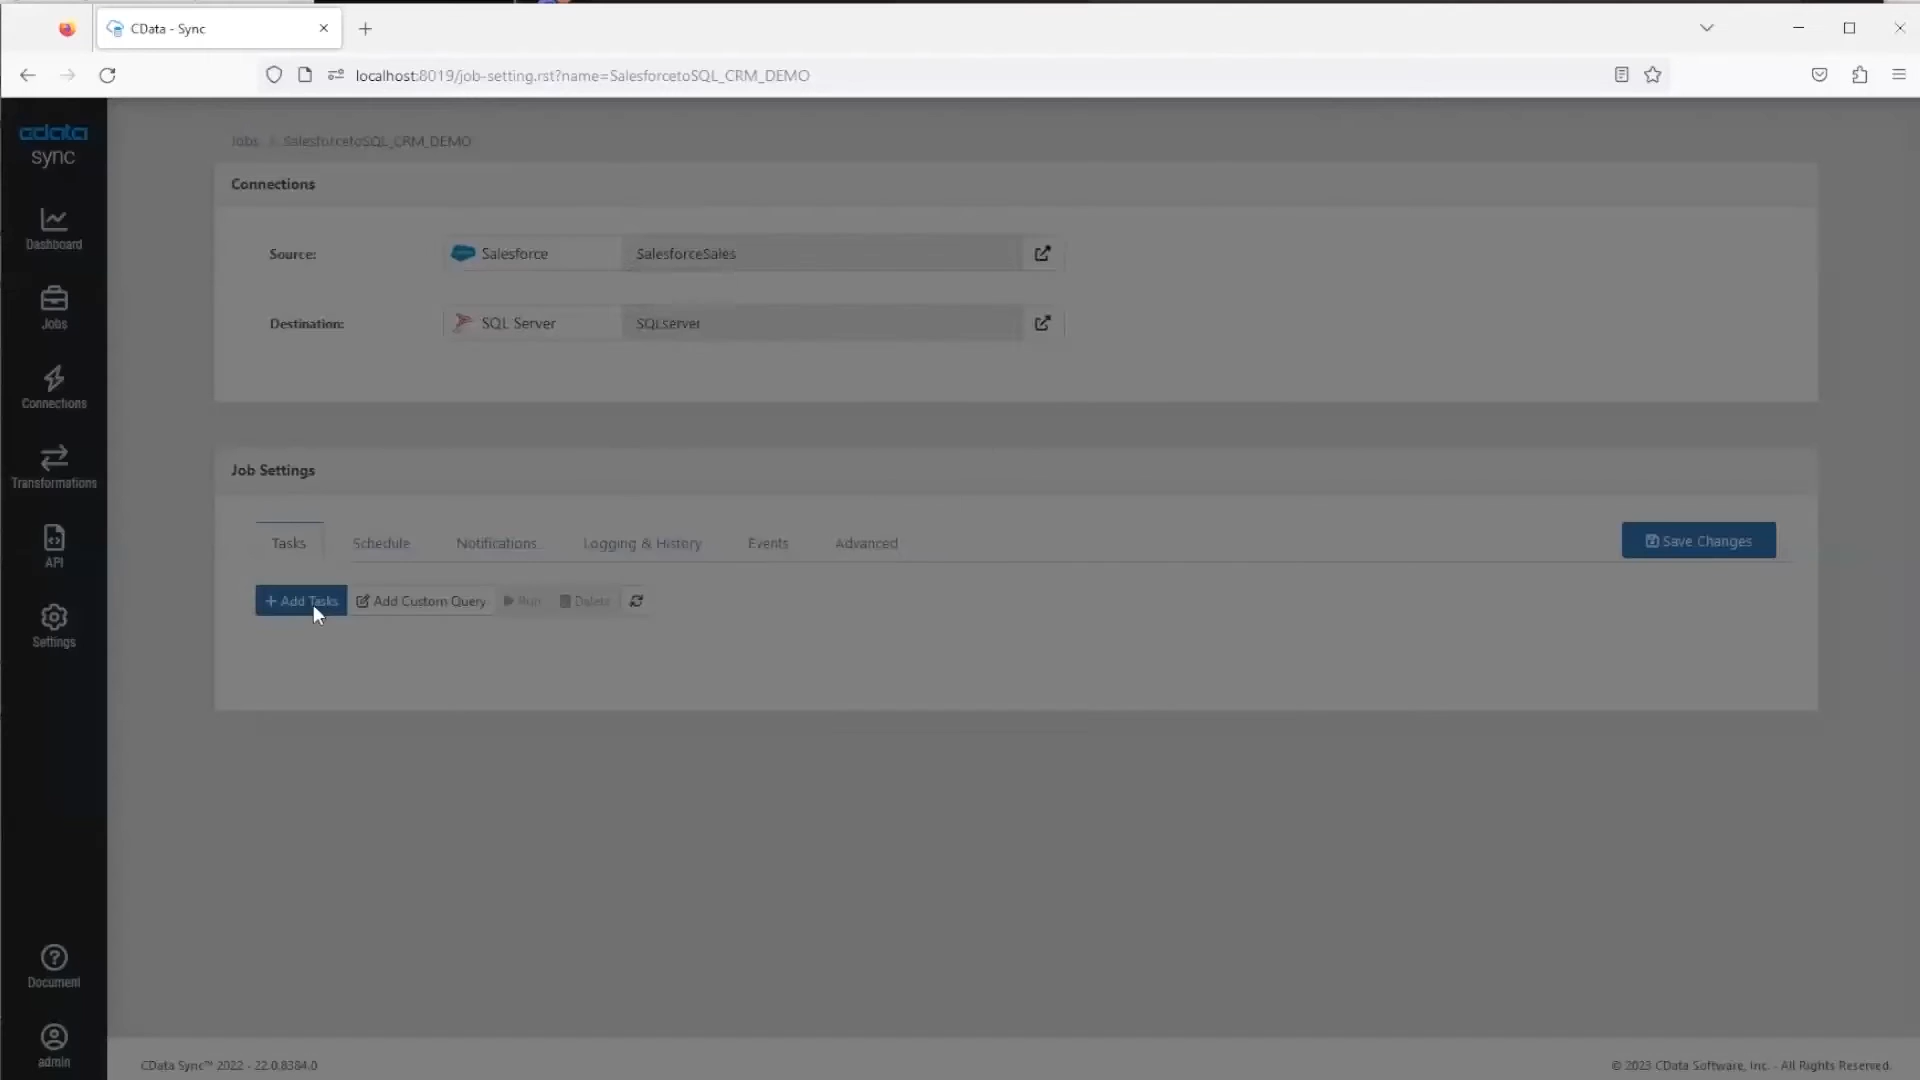 CData - Sync
localhost:8019/job-setting.rst?name=SalesforcetoSQL_CRM_DEMO
cdata
sync
Dashboard
Jobs
Connections
Transformations
API
Settings
Document
admin
Jobs / SalesforcetoSQL_CRM_DEMO
Connections
Source: Salesforce SalesforceSales
Destination: SQL Server SQLserver
Job Settings
Tasks Schedule Notifications Logging & History Events Advanced Save Changes
+ Add Tasks Add Custom Query Run Delete
CData Sync™ 2022 - 22.0.8384.0
© 2023 CData Software, Inc. - All Rights Reserved.